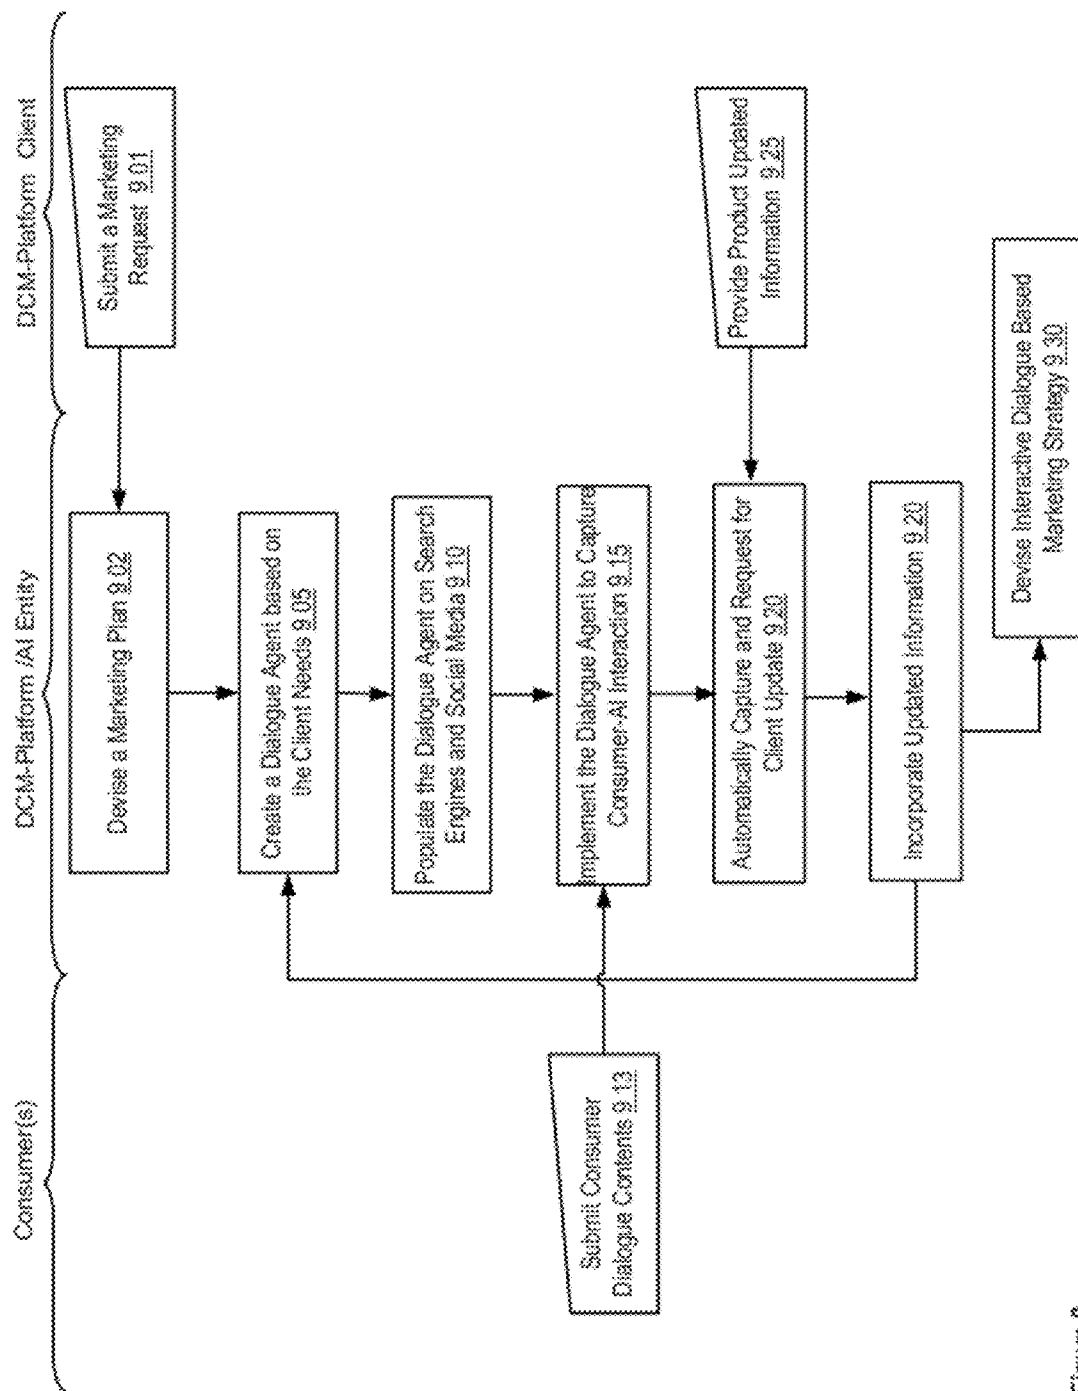 Consumer(s)
DCM-Platform /AI Entity
DCM-Platform Client
Devise a Marketing Plan 9.02
Submit a Marketing
Request 9.01
Create a Dialogue Agent based on
the Client Needs 9.05
Populate the Dialogue Agent on Search
Engines and Social Media 9.10
Submit Consumer
Dialogue Contents 9.13
Implement the Dialogue Agent to Capture
Consumer-AI Interaction 9.15
Automatically Capture and Request for
Client Update 9.20
Provide Product Updated
Information 9.25
Incorporate Updated Information 9.20
Devise Interactive Dialogue Based
Marketing Strategy 9.30